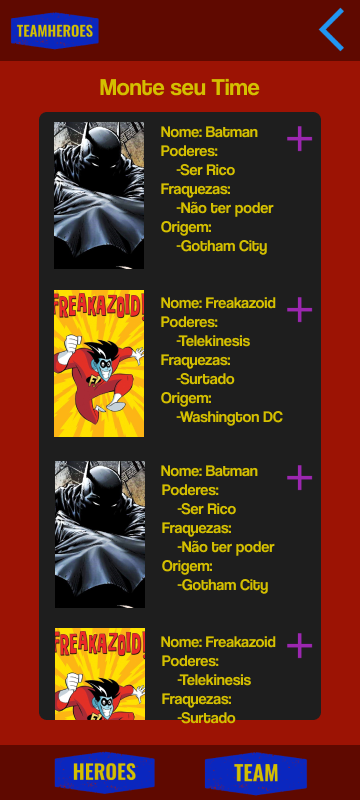 TEAMHEROES
Monte seu Time
Nome: Batman
Poderes:
-Ser Rico
Fraquezas:
-Não ter poder
Origem:
-Gotham City
FREAKAZOID!
Nome: Freakazoid
Poderes:
-Telekinesis
Fraquezas:
-Surtado
Origem:
-Washington DC
Nome: Batman
Poderes:
-Ser Rico
Fraquezas:
-Não ter poder
Origem:
-Gotham City
FREAKAZOID!
Nome: Freakazoid
Poderes:
-Telekinesis
Fraquezas:
-Surtado
HEROES
TEAM